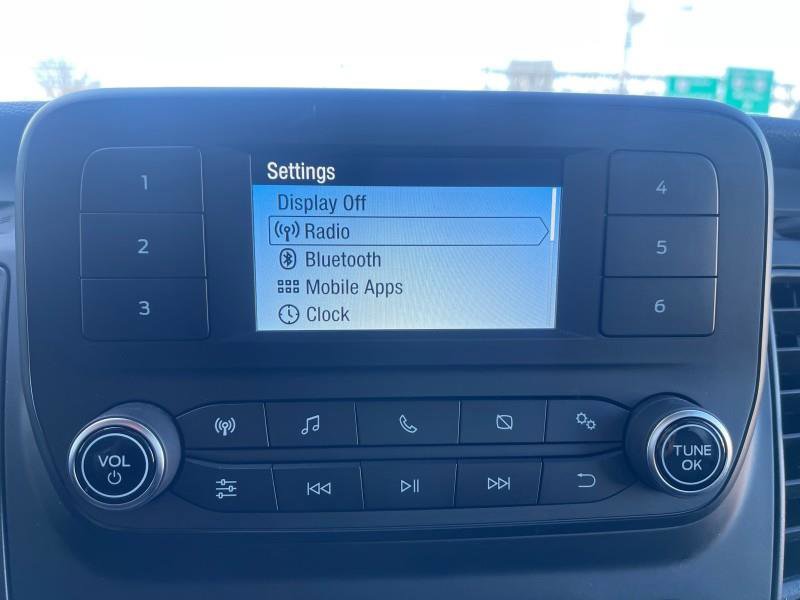 Settings
Display Off
Radio
Bluetooth
Mobile Apps
Clock
1
2
3
4
5
6
VOL
TUNE
OK